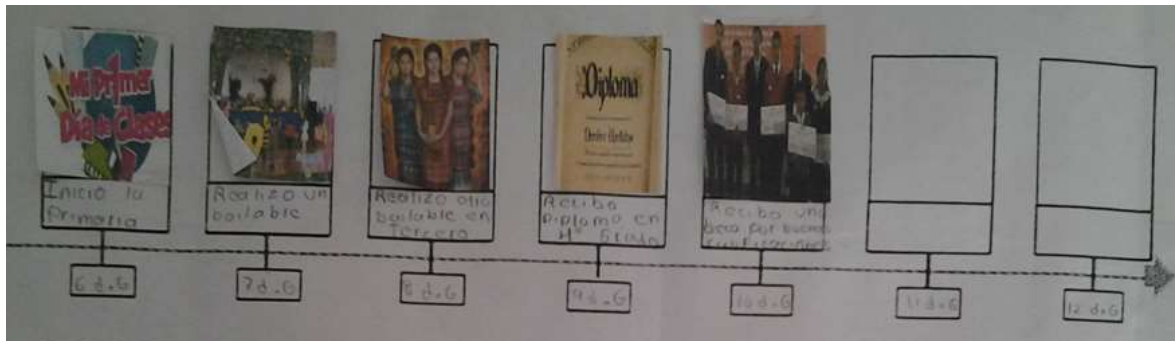 Mi Primer
Día de Clases
Inicio la
Primaria
6 d.G
Realizo un
bailable
7 d.G
Realizo otro
bailable en
Tercero
8 d.G
Diploma
Recibo
Diploma en
4º Grado
9 d.G
Recibo una
beca por buenas
calificaciones
10 d.G
11 d.G
12 d.G